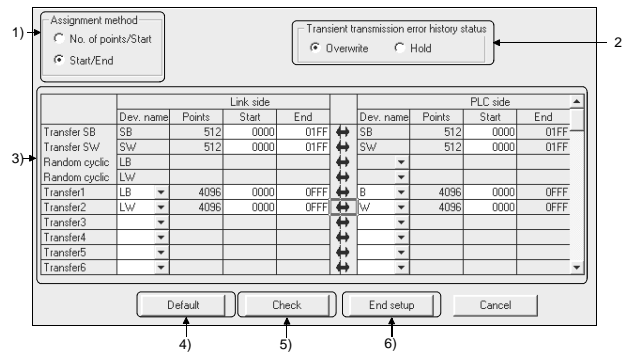 Assignment method
1)
No. of points/Start
Start/End
Transient transmission error history status
Overwrite Hold
2
3)
Link side PLC side
Dev. name Points Start End Dev. name Points Start End
Transfer SB SB 512 0000 01FF SB 512 0000 01FF
Transfer SW SW 512 0000 01FF SW 512 0000 01FF
Random cyclic LB
Random cyclic LW
Transfer1 LB 4096 0000 0FFF B 4096 0000 0FFF
Transfer2 LW 4096 0000 0FFF W 4096 0000 0FFF
Transfer3
Transfer4
Transfer5
Transfer6
Default Check End setup Cancel
4) 5) 6)